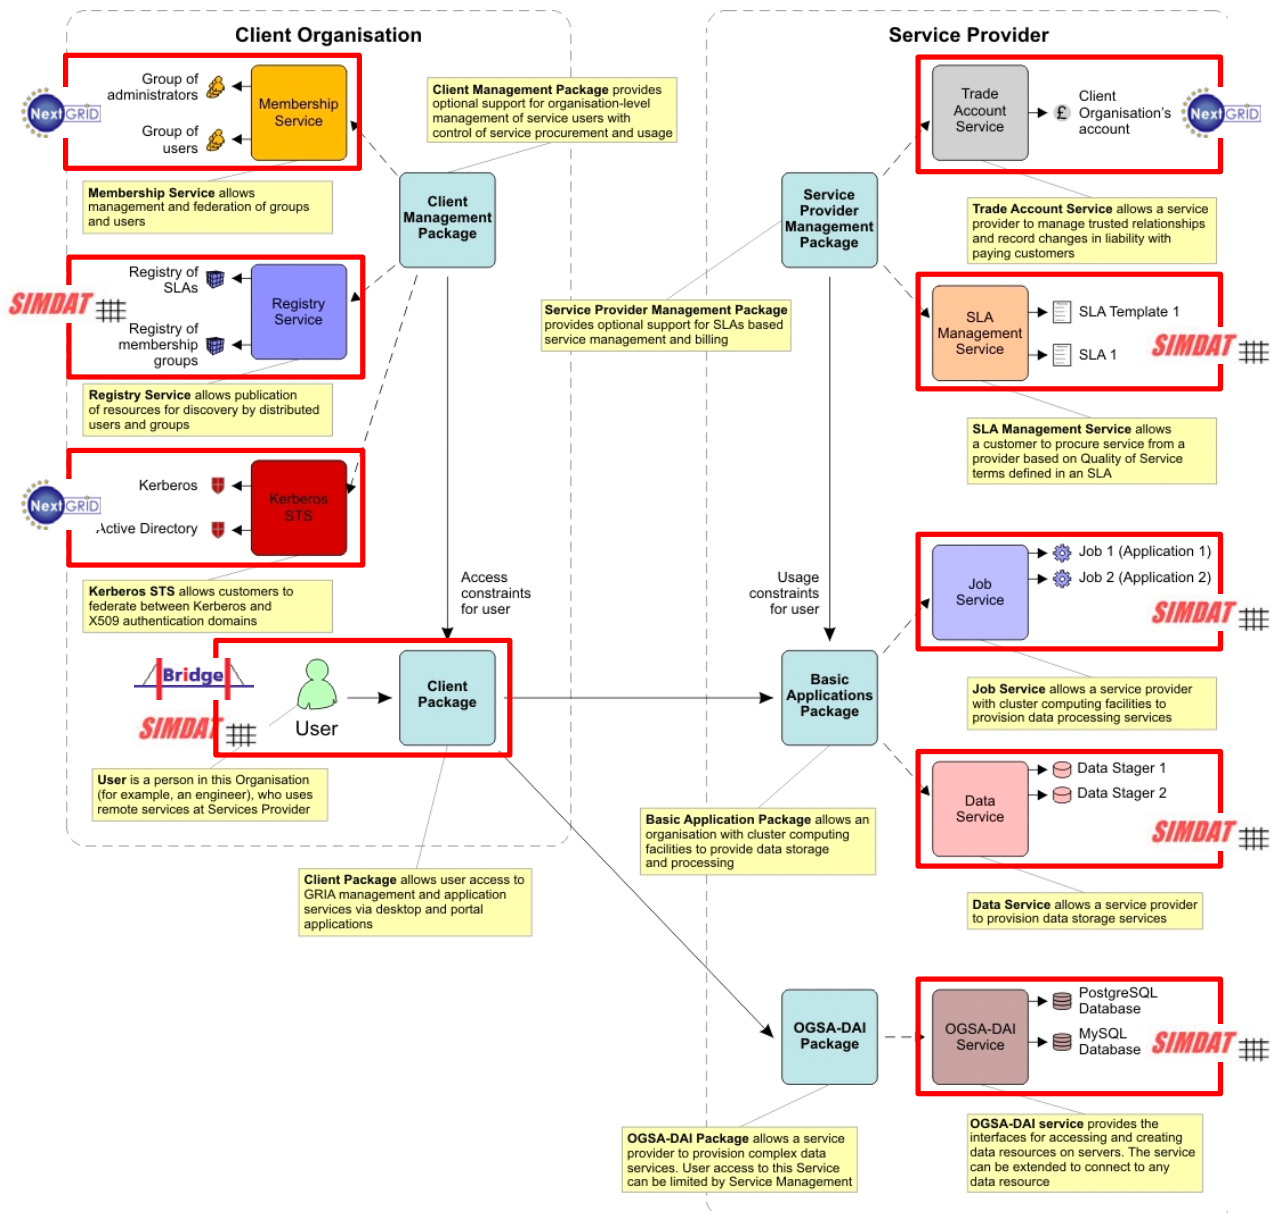 Client Organisation
Group of
administrators
Group of
users
Membership
Service
NextGRID
Membership Service allows
management and federation of groups
and users
Client Management Package provides
optional support for organisation-level
management of service users with
control of service procurement and usage
Client
Management
Package
Registry of
SLAs
Registry of
membership
groups
Registry
Service
SIMDAT
Registry Service allows publication
of resources for discovery by distributed
users and groups
Kerberos
Active Directory
Kerberos
STS
NextGRID
Kerberos STS allows customers to
federate between Kerberos and
X509 authentication domains
Access
constraints
for user
Bridge
SIMDAT
User
Client
Package
User is a person in this Organisation
(for example, an engineer), who uses
remote services at Services Provider
Client Package allows user access to
GRIA management and application
services via desktop and portal
applications
Service Provider
Trade
Account
Service
£
Client
Organisation's
account
NextGRID
Trade Account Service allows a service
provider to manage trusted relationships
and record changes in liability with
paying customers
Service
Provider
Management
Package
Service Provider Management Package
provides optional support for SLAs based
service management and billing
SLA
Management
Service
SLA Template 1
SLA 1
SIMDAT
SLA Management Service allows
a customer to procure service from a
provider based on Quality of Service
terms defined in an SLA
Usage
constraints
for user
Job
Service
Job 1 (Application 1)
Job 2 (Application 2)
SIMDAT
Job Service allows a service provider
with cluster computing facilities to
provision data processing services
Basic
Applications
Package
Basic Application Package allows an
organisation with cluster computing
facilities to provide data storage
and processing
Data
Service
Data Stager 1
Data Stager 2
SIMDAT
Data Service allows a service provider
to provision data storage services
OGSA-DAI
Package
OGSA-DAI
Service
PostgreSQL
Database
MySQL
Database
SIMDAT
OGSA-DAI Package allows a service
provider to provision complex data
services. User access to this Service
can be limited by Service Management
OGSA-DAI service provides the
interfaces for accessing and creating
data resources on servers. The service
can be extended to connect to any
data resource